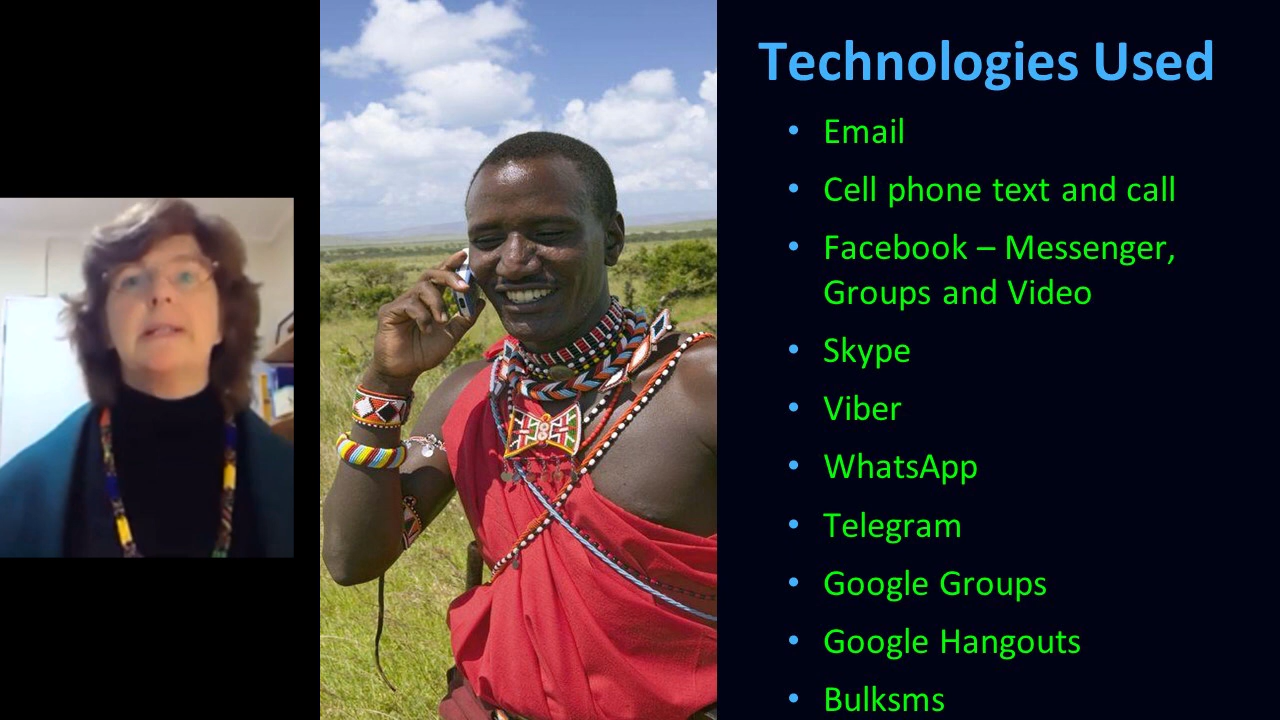 Technologies Used
• Email
• Cell phone text and call
• Facebook – Messenger,
Groups and Video
• Skype
• Viber
• WhatsApp
• Telegram
• Google Groups
• Google Hangouts
• Bulksms